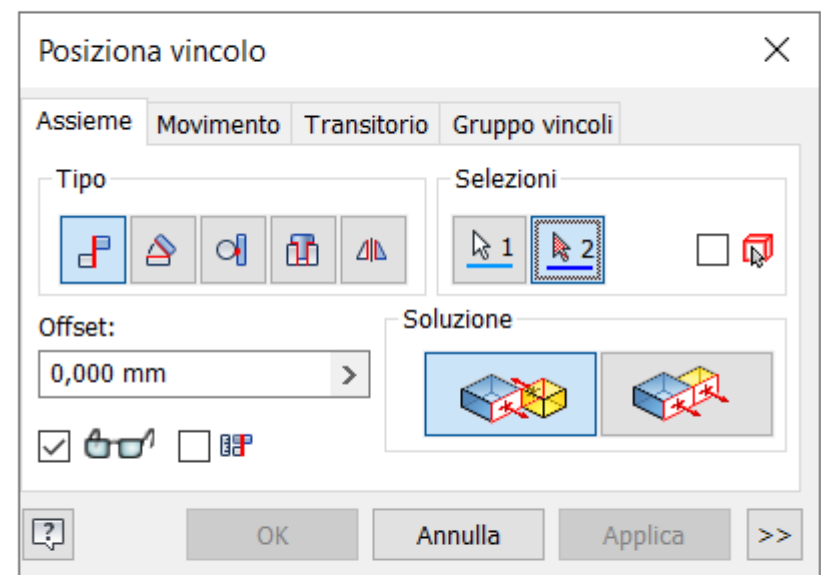 Posiziona vincolo
Assieme Movimento Transitorio Gruppo vincoli
Tipo
Selezioni
1 2
Offset:
0,000 mm
Soluzione
OK Annulla Applica >>